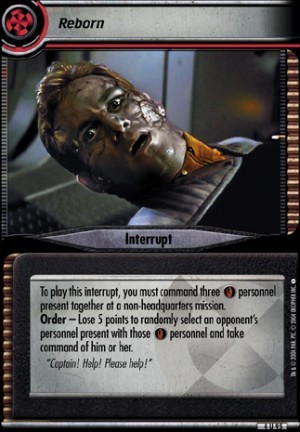 Reborn
Interrupt
To play this interrupt, you must command three personnel
present together at a non-headquarters mission.
Order – Lose 5 points to randomly select an opponent's
personnel present with those personnel and take
command of him or her.
"Captain! Help! Please help!"